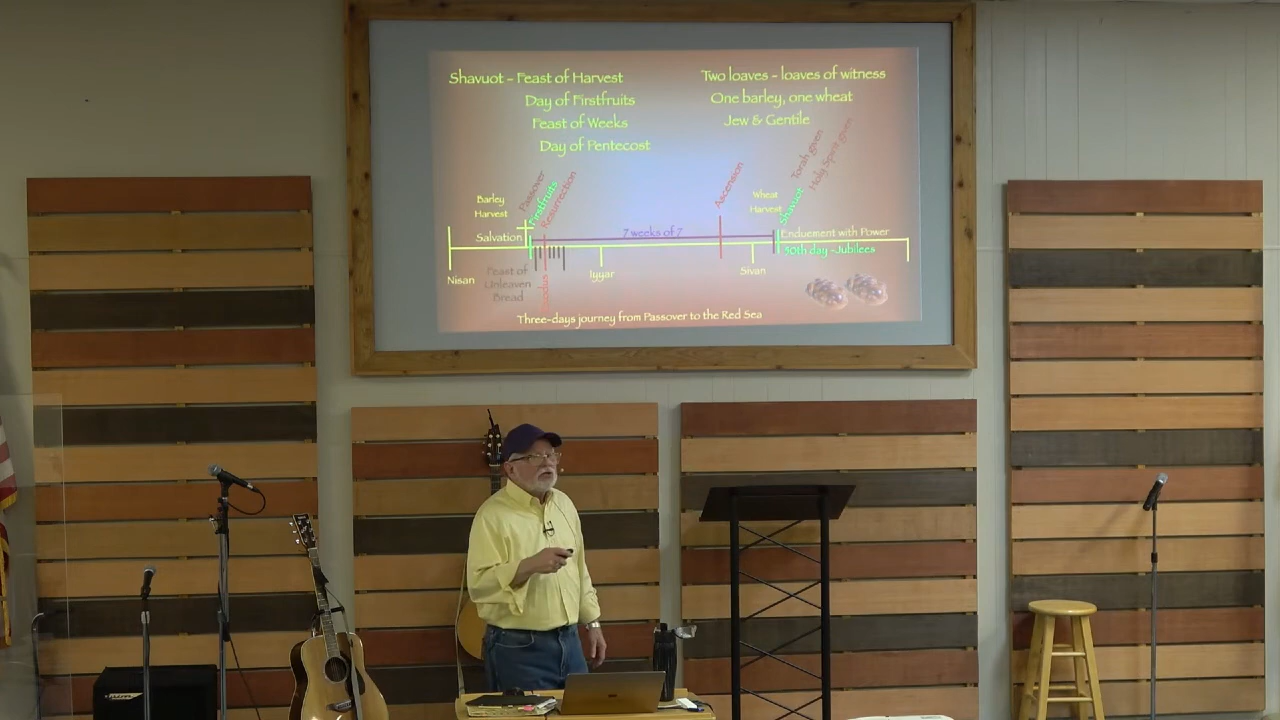 Shavuot – Feast of Harvest
Day of Firstfruits
Feast of Weeks
Day of Pentecost
Two loaves – loaves of witness
One barley, one wheat
Jew & Gentile
Barley
Harvest
Passover
Firstfruits
Resurrection
Ascension
Wheat
Harvest
Shavuot
Torah given
Holy Spirit given
Salvation
7 weeks of 7
Enduement with Power
50th day - Jubilees
Nisan
Feast of
Unleaven
Bread
Iyyar
Sivan
Three-days journey from Passover to the Red Sea